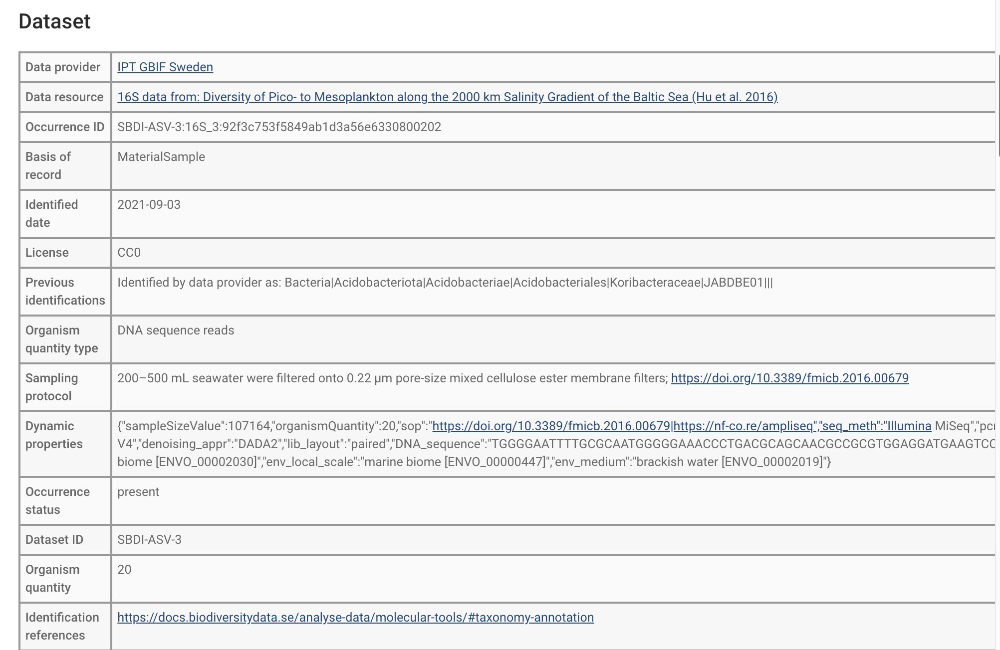 Dataset
Data provider
IPT GBIF Sweden
Data resource
16S data from: Diversity of Pico- to Mesoplankton along the 2000 km Salinity Gradient of the Baltic Sea (Hu et al. 2016)
Occurrence ID
SBDI-ASV-3:16S_3:92f3c753f5849ab1d3a56e6330800202
Basis of
record
MaterialSample
Identified
date
2021-09-03
License
CC0
Previous
identifications
Identified by data provider as: Bacteria|Acidobacteriota|Acidobacteriae|Acidobacteriales|Koribacteraceae|JABDBE01|||
Organism
quantity type
DNA sequence reads
Sampling
protocol
200–500 mL seawater were filtered onto 0.22 μm pore-size mixed cellulose ester membrane filters; https://doi.org/10.3389/fmicb.2016.00679
Dynamic
properties
{"sampleSizeValue":107164,"organismQuantity":20,"sop":"https://doi.org/10.3389/fmicb.2016.00679|https://nf-co.re/ampliseq","seq_meth":"Illumina MiSeq","pcr
V4","denoising_appr":"DADA2","lib_layout":"paired","DNA_sequence":"TGGGGAATTTTGCGCAATGGGGGAAACCCTGACGCAGCAACGCCGCGTGGAGGATGAAGTCC
biome [ENVO_00002030]","env_local_scale":"marine biome [ENVO_00000447]","env_medium":"brackish water [ENVO_00002019]"}
Occurrence
status
present
Dataset ID
SBDI-ASV-3
Organism
quantity
20
Identification
references
https://docs.biodiversitydata.se/analyse-data/molecular-tools/#taxonomy-annotation